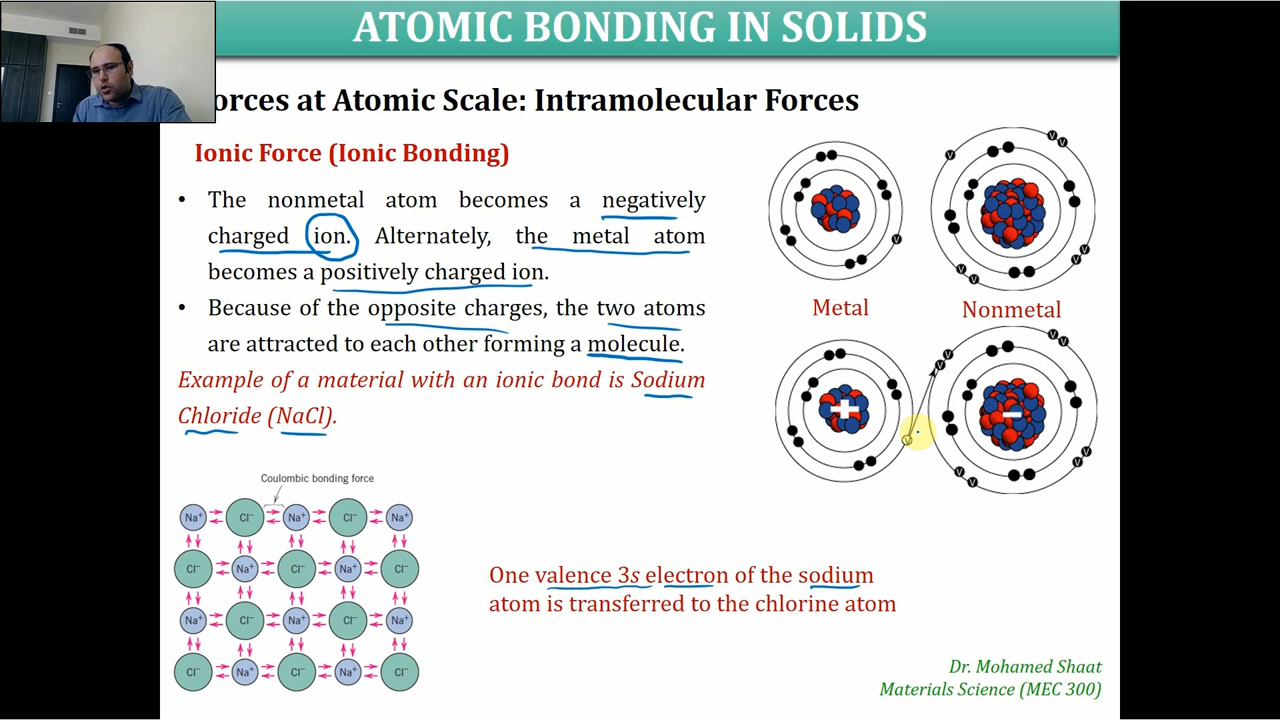 ATOMIC BONDING IN SOLIDS
orces at Atomic Scale: Intramolecular Forces
Ionic Force (Ionic Bonding)
• The nonmetal atom becomes a negatively
charged ion. Alternately, the metal atom
becomes a positively charged ion.
• Because of the opposite charges, the two atoms
are attracted to each other forming a molecule.
Example of a material with an ionic bond is Sodium
Chloride (NaCl).
V V V V V V V V
Metal Nonmetal
V V V V V V V V V
+ −
Coulombic bonding force
Na⁺ Cl⁻ Na⁺ Cl⁻ Na⁺
Cl⁻ Na⁺ Cl⁻ Na⁺ Cl⁻
Na⁺ Cl⁻ Na⁺ Cl⁻ Na⁺
Cl⁻ Na⁺ Cl⁻ Na⁺ Cl⁻
One valence 3s electron of the sodium
atom is transferred to the chlorine atom
Dr. Mohamed Shaat
Materials Science (MEC 300)